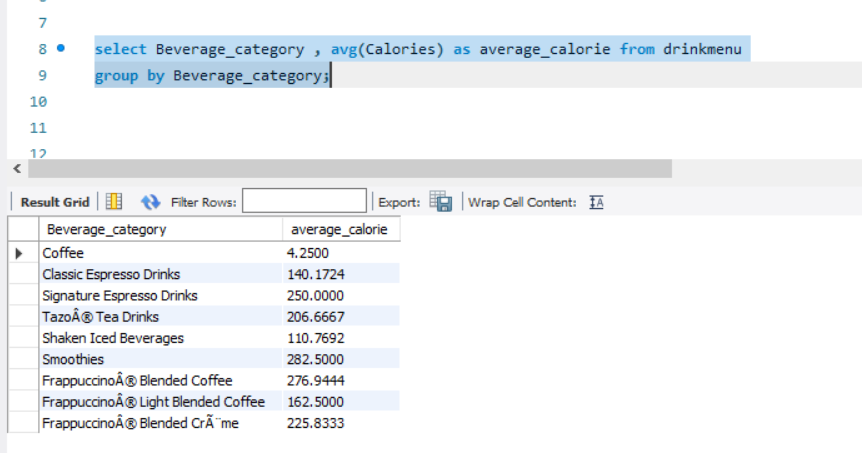 7
8 select Beverage_category , avg(Calories) as average_calorie from drinkmenu
9 group by Beverage_category;
10
11
12
Result Grid Filter Rows: Export: Wrap Cell Content: IA
Beverage_category average_calorie
Coffee 4.2500
Classic Espresso Drinks 140.1724
Signature Espresso Drinks 250.0000
TazoÂ® Tea Drinks 206.6667
Shaken Iced Beverages 110.7692
Smoothies 282.5000
FrappuccinoÂ® Blended Coffee 276.9444
FrappuccinoÂ® Light Blended Coffee 162.5000
FrappuccinoÂ® Blended CrÃ¨me 225.8333